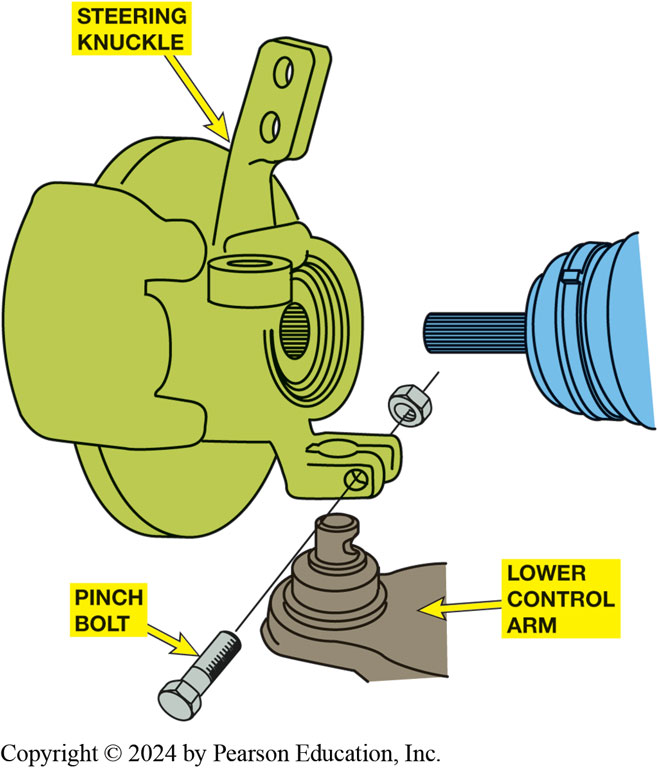 STEERING
KNUCKLE
PINCH
BOLT
LOWER
CONTROL
ARM
Copyright © 2024 by Pearson Education, Inc.